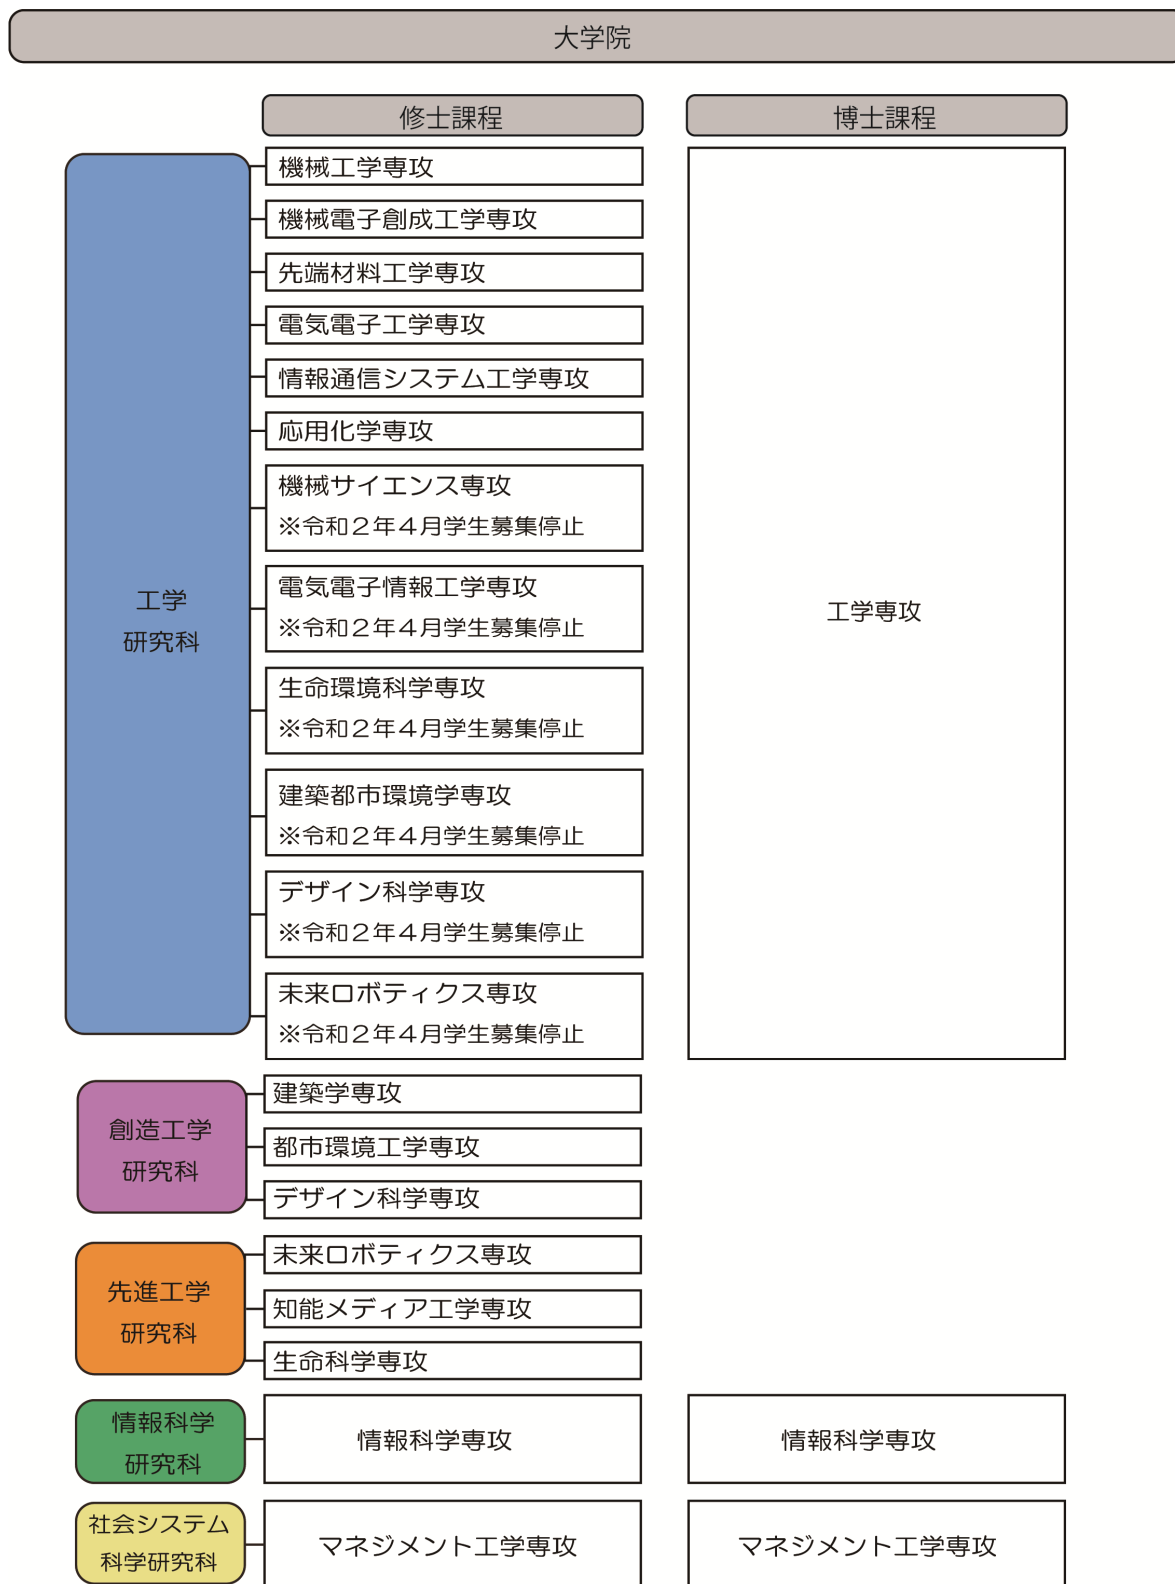 大学院
修士課程
博士課程
工学
研究科
機械工学専攻
機械電子創成工学専攻
先端材料工学専攻
電気電子工学専攻
情報通信システム工学専攻
応用化学専攻
機械サイエンス専攻
※令和２年４月学生募集停止
電気電子情報工学専攻
※令和２年４月学生募集停止
生命環境科学専攻
※令和２年４月学生募集停止
建築都市環境学専攻
※令和２年４月学生募集停止
デザイン科学専攻
※令和２年４月学生募集停止
未来ロボティクス専攻
※令和２年４月学生募集停止
工学専攻
創造工学
研究科
建築学専攻
都市環境工学専攻
デザイン科学専攻
先進工学
研究科
未来ロボティクス専攻
知能メディア工学専攻
生命科学専攻
情報科学
研究科
情報科学専攻
情報科学専攻
社会システム
科学研究科
マネジメント工学専攻
マネジメント工学専攻